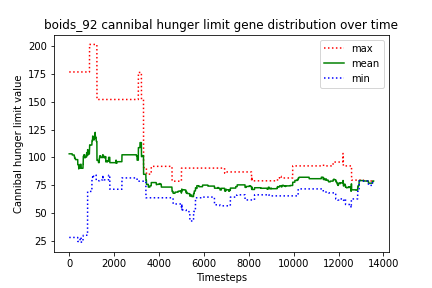 boids_92 cannibal hunger limit gene distribution over time
max
mean
min
Cannibal hunger limit value
200
175
150
125
100
75
50
25
0 2000 4000 6000 8000 10000 12000 14000
Timesteps